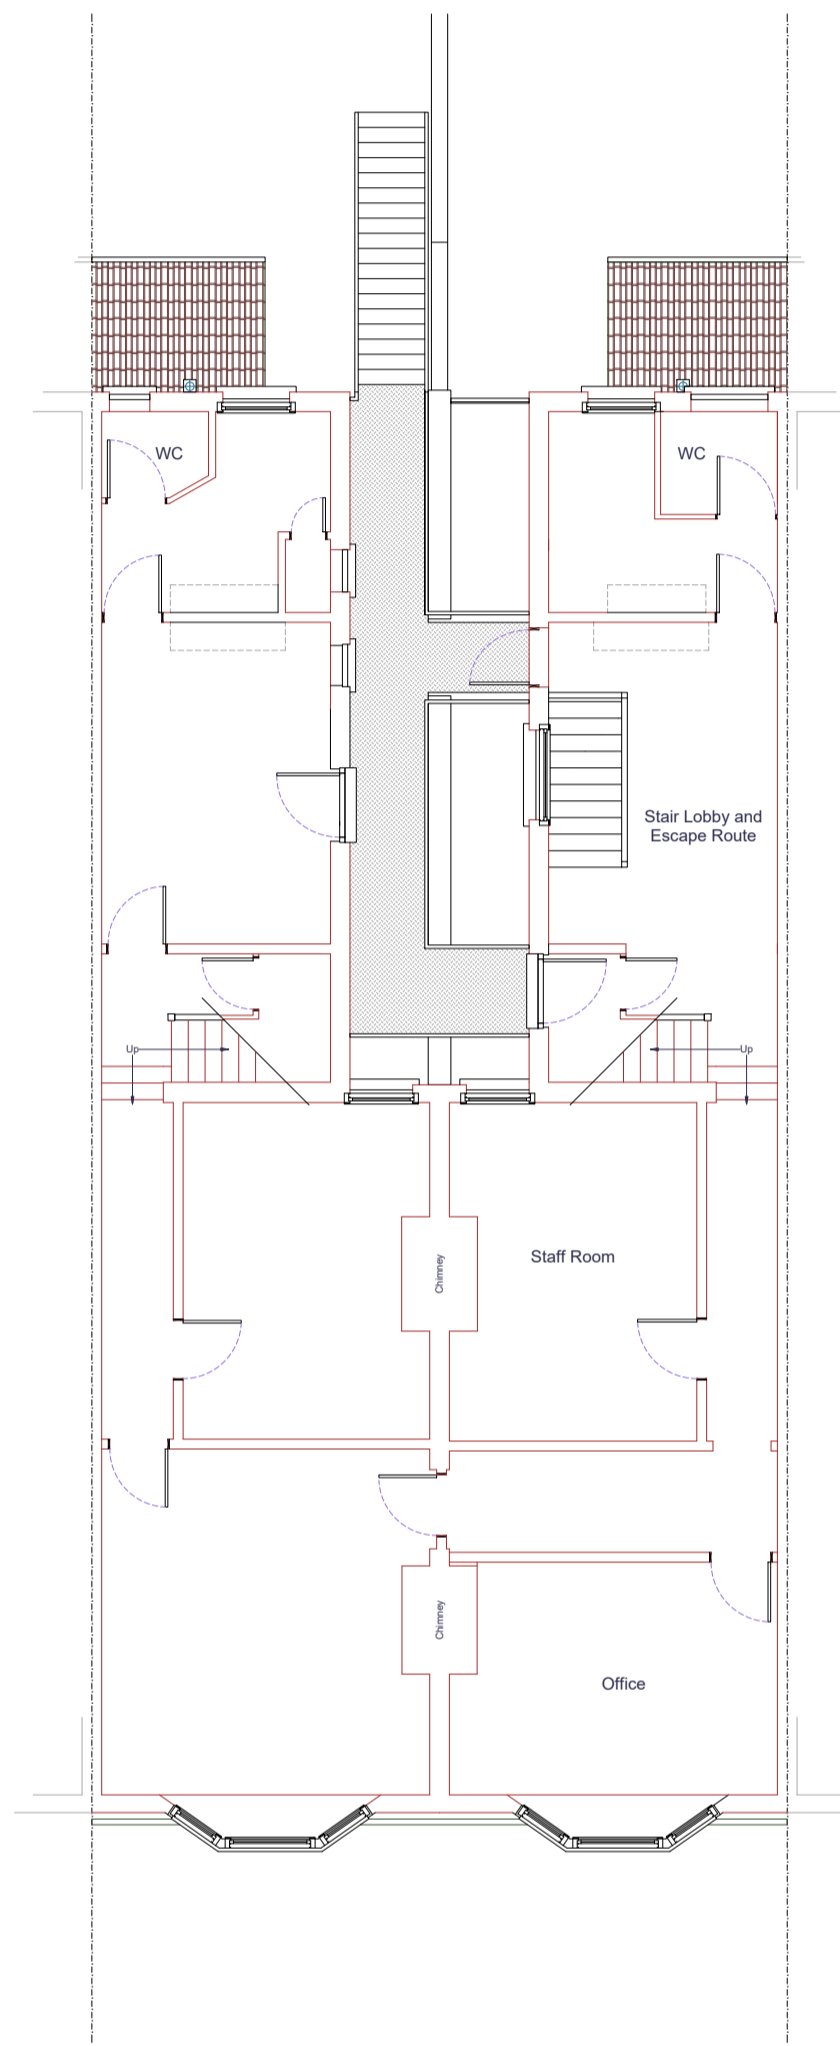 WC
WC
Stair Lobby and
Escape Route
Up
Up
Chimney
Staff Room
Chimney
Office